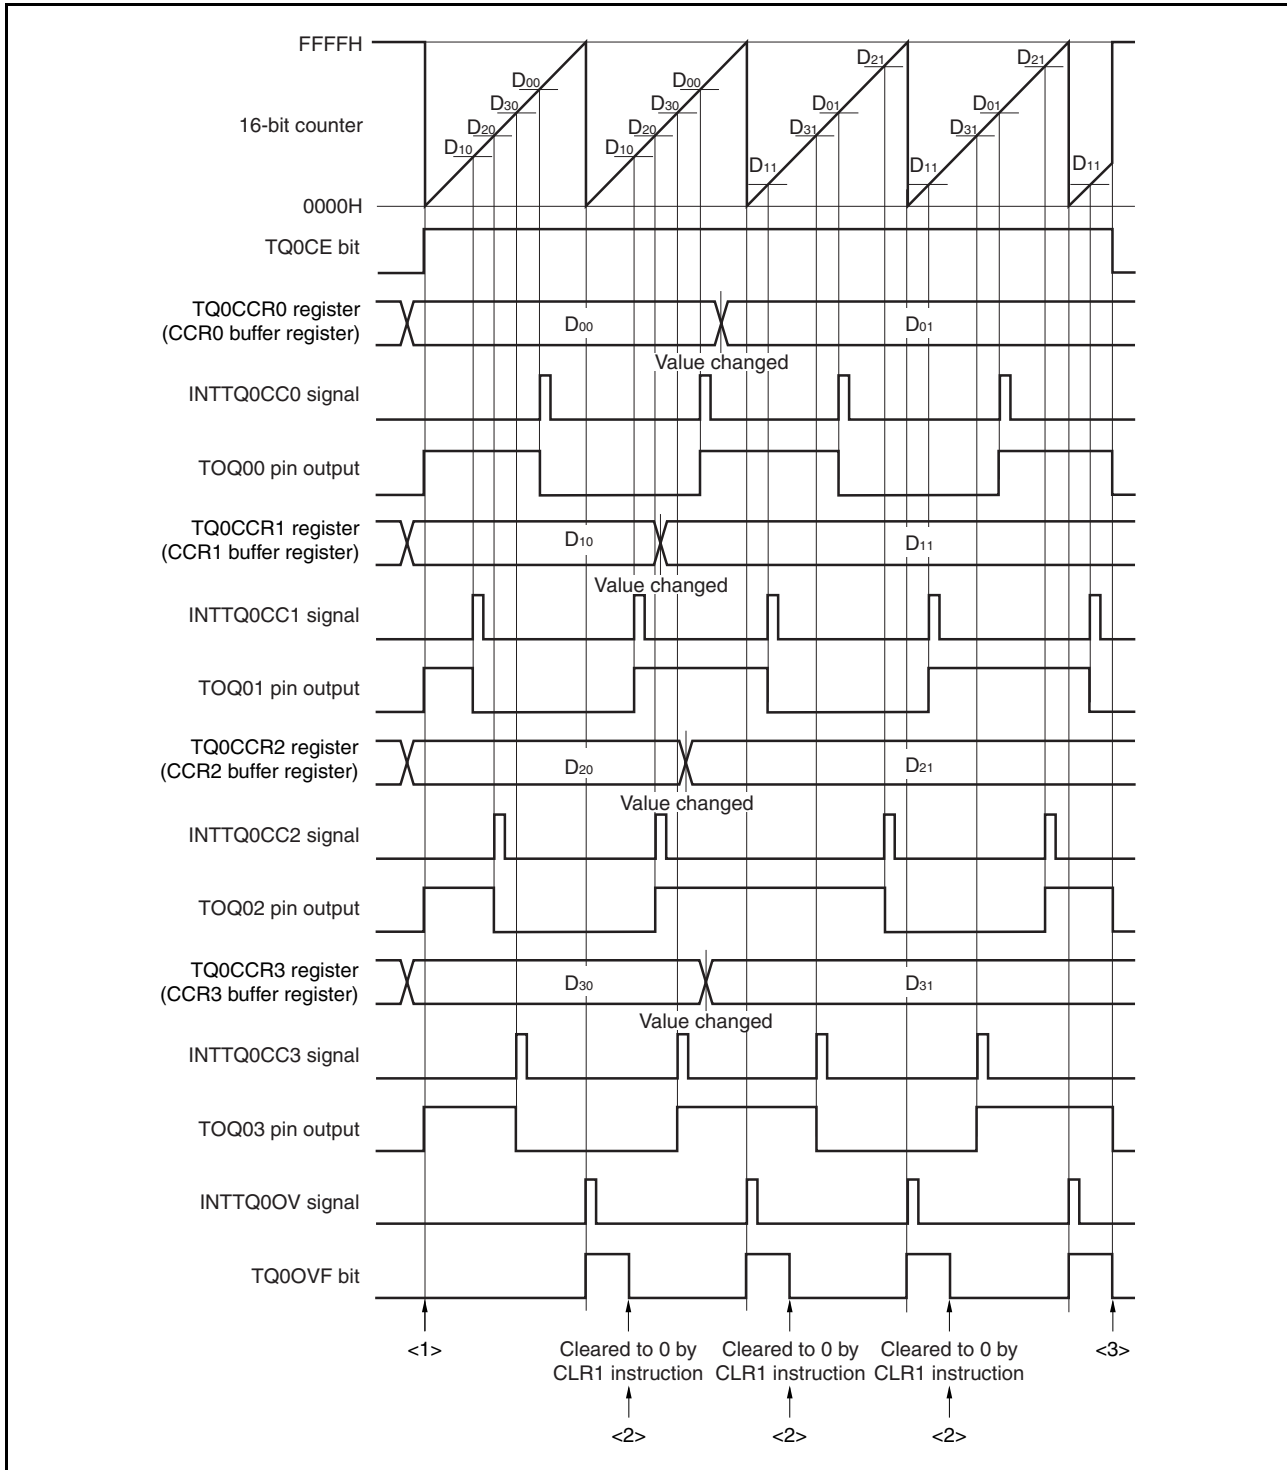 FFFFH
D00
D00
D21
D21
D30
D30
D01
D01
16-bit counter
D20
D20
D31
D31
D10
D10
D11
D11
D11
0000H
TQ0CE bit
TQ0CCR0 register
(CCR0 buffer register)
D00
D01
Value changed
INTTQ0CC0 signal
TOQ00 pin output
TQ0CCR1 register
(CCR1 buffer register)
D10
D11
Value changed
INTTQ0CC1 signal
TOQ01 pin output
TQ0CCR2 register
(CCR2 buffer register)
D20
D21
Value changed
INTTQ0CC2 signal
TOQ02 pin output
TQ0CCR3 register
(CCR3 buffer register)
D30
D31
Value changed
INTTQ0CC3 signal
TOQ03 pin output
INTTQ0OV signal
TQ0OVF bit
<1>
Cleared to 0 by
CLR1 instruction
Cleared to 0 by
CLR1 instruction
Cleared to 0 by
CLR1 instruction
<3>
<2>
<2>
<2>